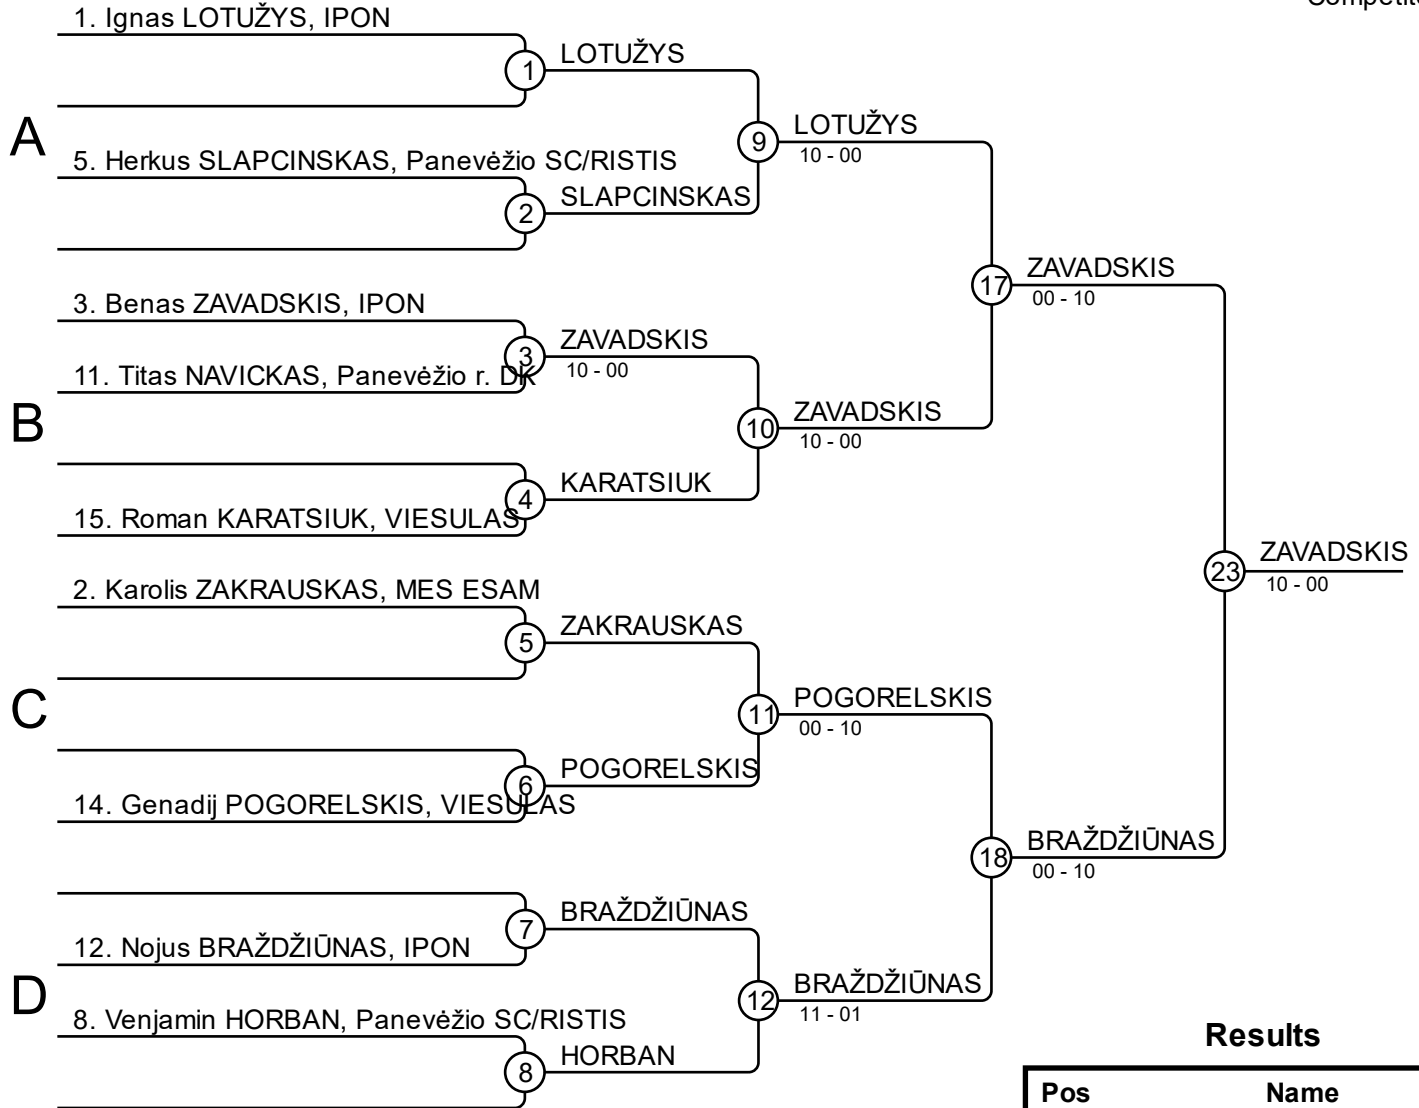 Competit
1. Ignas LOTUŽYS, IPON
1
LOTUŽYS
A
9
LOTUŽYS
10 - 00
5. Herkus SLAPCINSKAS, Panevėžio SC/RISTIS
2
SLAPCINSKAS
17
ZAVADSKIS
00 - 10
3. Benas ZAVADSKIS, IPON
3
ZAVADSKIS
10 - 00
11. Titas NAVICKAS, Panevėžio r. DK
B
10
ZAVADSKIS
10 - 00
4
KARATSIUK
15. Roman KARATSIUK, VIESULAS
23
ZAVADSKIS
10 - 00
2. Karolis ZAKRAUSKAS, MES ESAM
5
ZAKRAUSKAS
C
11
POGORELSKIS
00 - 10
6
POGORELSKIS
14. Genadij POGORELSKIS, VIESULAS
18
BRAŽDŽIŪNAS
00 - 10
7
BRAŽDŽIŪNAS
12. Nojus BRAŽDŽIŪNAS, IPON
D
12
BRAŽDŽIŪNAS
11 - 01
8. Venjamin HORBAN, Panevėžio SC/RISTIS
8
HORBAN
Results
Pos Name